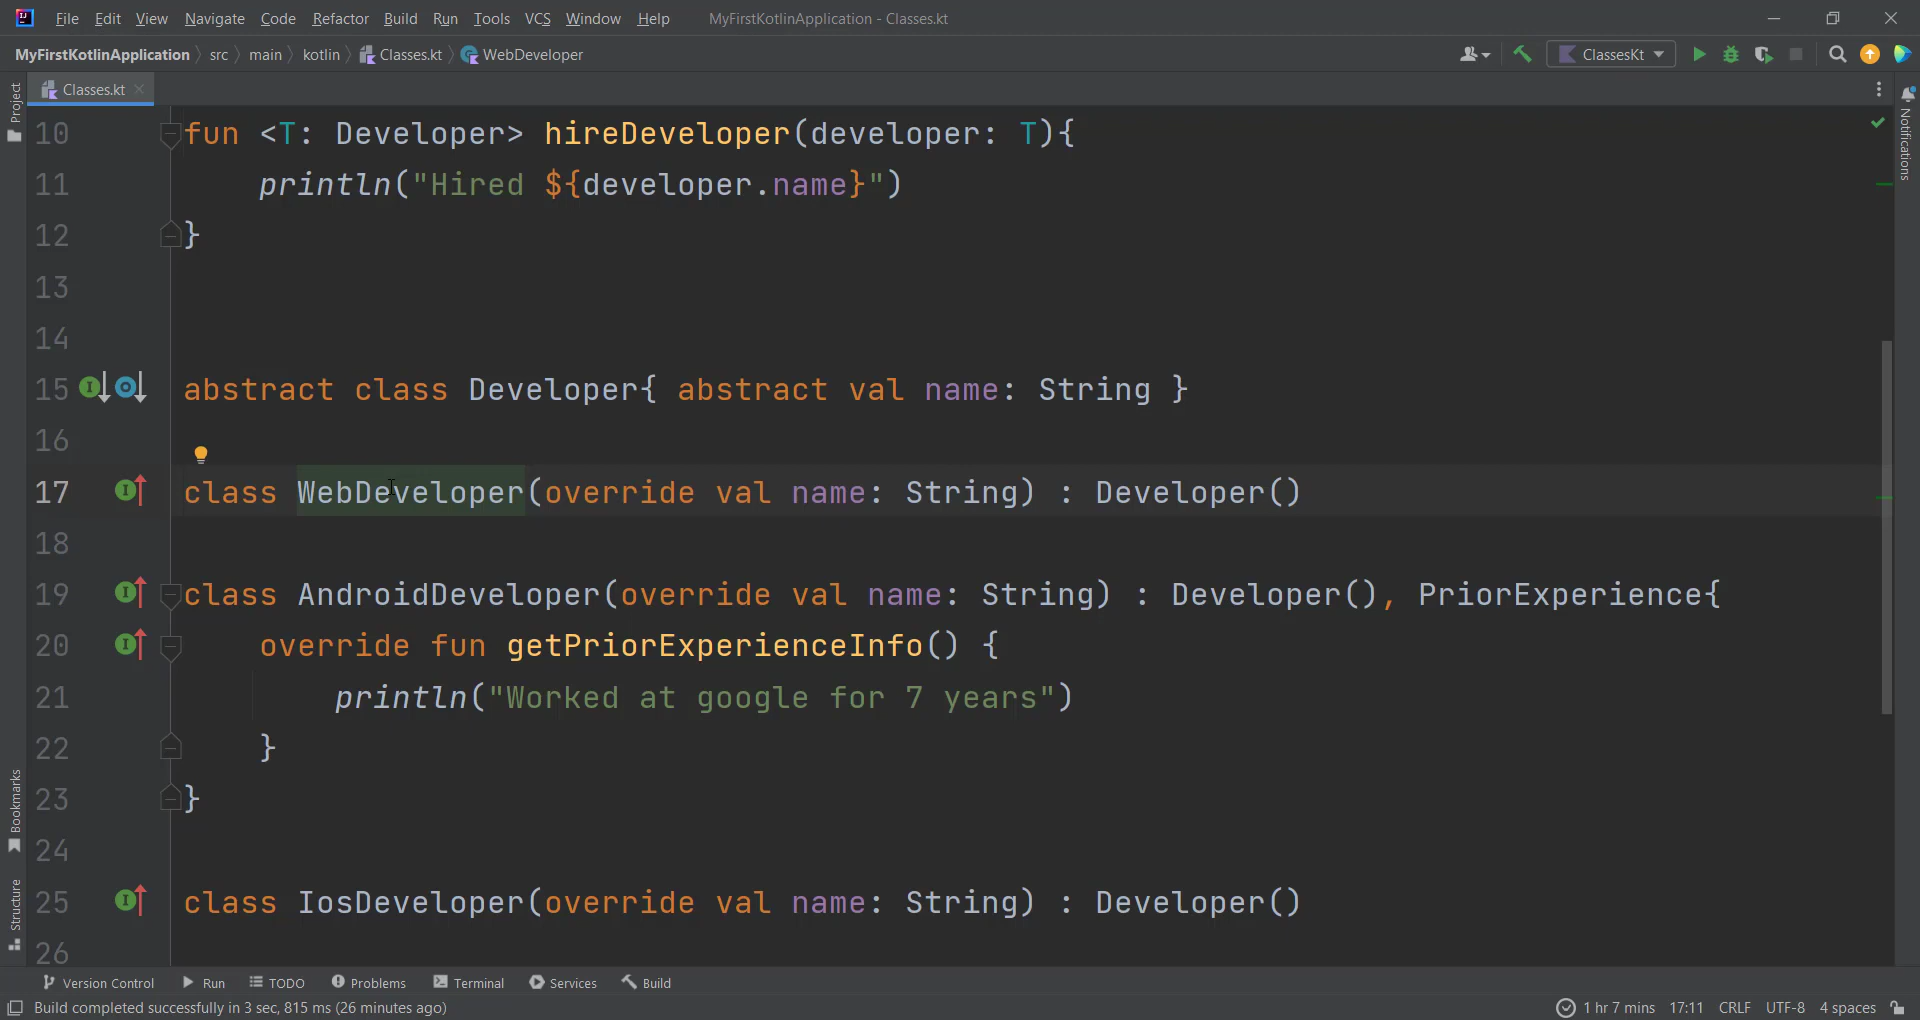 File Edit View Navigate Code Refactor Build Run Tools VCS Window Help MyFirstKotlinApplication - Classes.kt
MyFirstKotlinApplication src main kotlin Classes.kt WebDeveloper ClassesKt
Project
Classes.kt
Notifications
10 fun <T: Developer> hireDeveloper(developer: T){
11 println("Hired ${developer.name}")
12 }
13
14
15 abstract class Developer{ abstract val name: String }
16
17 class WebDeveloper(override val name: String) : Developer()
18
19 class AndroidDeveloper(override val name: String) : Developer(), PriorExperience{
20 override fun getPriorExperienceInfo() {
21 println("Worked at google for 7 years")
22 }
23 }
24
25 class IosDeveloper(override val name: String) : Developer()
26
Bookmarks
Structure
Version Control Run TODO Problems Terminal Services Build
Build completed successfully in 3 sec, 815 ms (26 minutes ago) 1 hr 7 mins 17:11 CRLF UTF-8 4 spaces